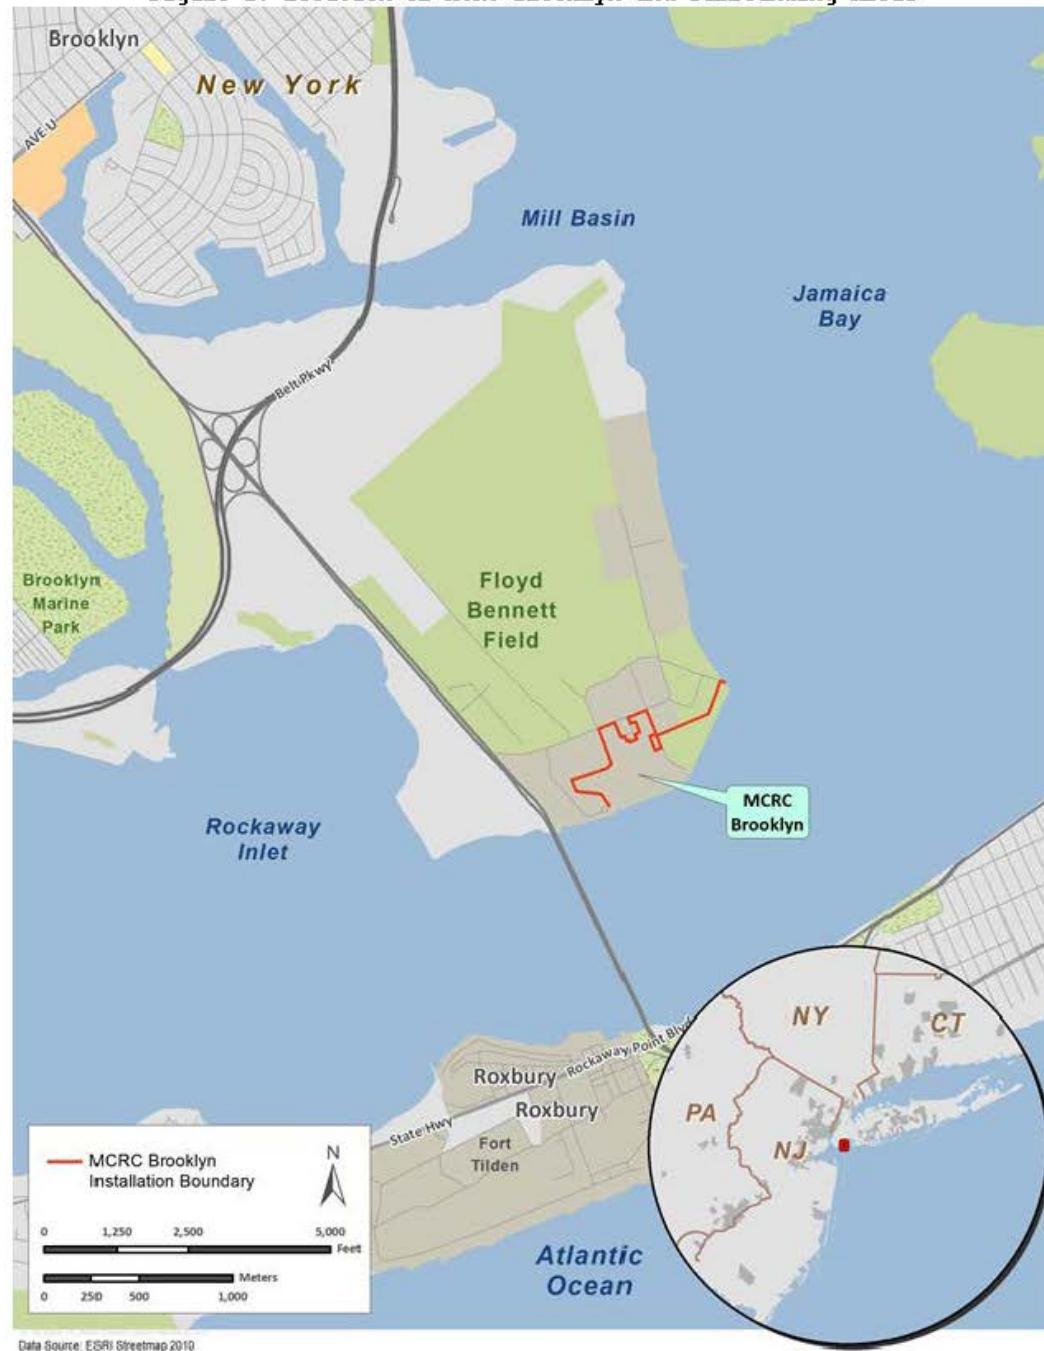 Brooklyn
New York
AVE U
Mill Basin
Jamaica
Bay
Belt Pkwy
Brooklyn
Marine
Park
Floyd
Bennett
Field
MCRC
Brooklyn
Rockaway
Inlet
NY
CT
PA
NJ
Rockaway Point Blvd
Roxbury
Roxbury
State Hwy
Fort
Tilden
MCRC Brooklyn
Installation Boundary
N
0 1,250 2,500 5,000
Feet
Meters
0 250 500 1,000
Atlantic
Ocean
Data Source: ESRI Streetmap 2010